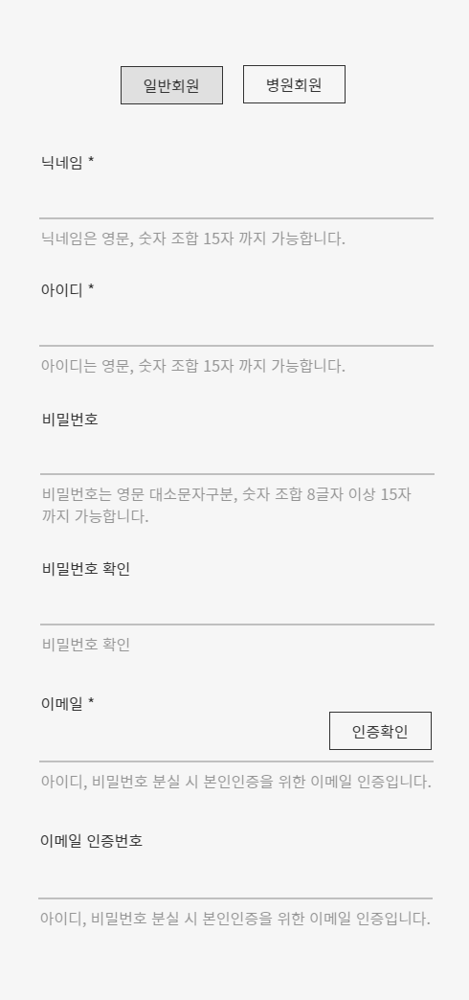 일반회원 병원회원
닉네임 *
닉네임은 영문, 숫자 조합 15자 까지 가능합니다.
아이디 *
아이디는 영문, 숫자 조합 15자 까지 가능합니다.
비밀번호
비밀번호는 영문 대소문자구분, 숫자 조합 8글자 이상 15자
까지 가능합니다.
비밀번호 확인
비밀번호 확인
이메일 *
인증확인
아이디, 비밀번호 분실 시 본인인증을 위한 이메일 인증입니다.
이메일 인증번호
아이디, 비밀번호 분실 시 본인인증을 위한 이메일 인증입니다.